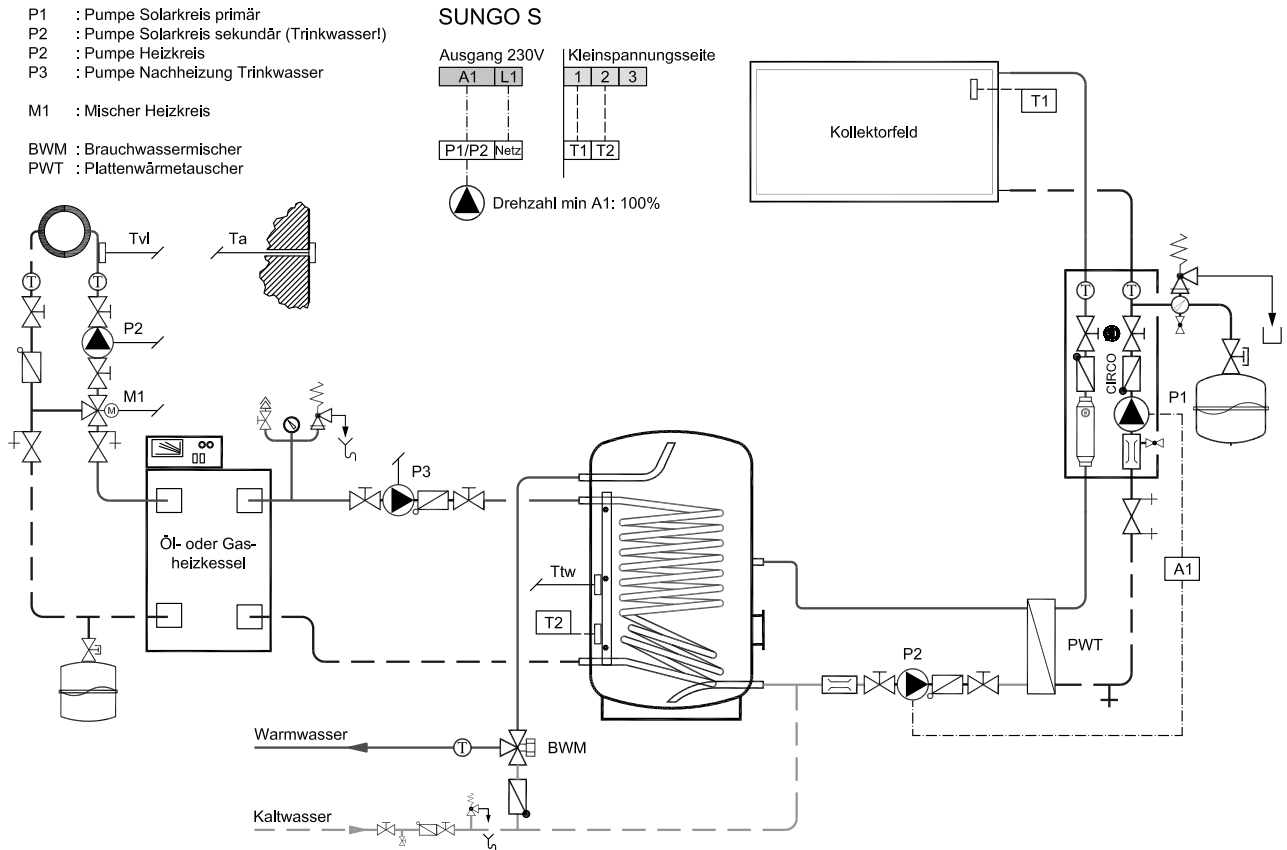 P1 : Pumpe Solarkreis primär
P2 : Pumpe Solarkreis sekundär (Trinkwasser!)
P2 : Pumpe Heizkreis
P3 : Pumpe Nachheizung Trinkwasser
M1 : Mischer Heizkreis
BWM : Brauchwassermischer
PWT : Plattenwärmetauscher
SUNGO S
Ausgang 230V
Kleinspannungsseite
A1 L1
1 2 3
P1/P2 Netz
T1 T2
Drehzahl min A1: 100%
Kollektorfeld
T1
Tvl
Ta
T
T
P2
M1
M
T
T
CIRCO
P1
A1
P3
Öl- oder Gas-
heizkessel
Ttw
T2
P2
PWT
Warmwasser
T
BWM
Kaltwasser